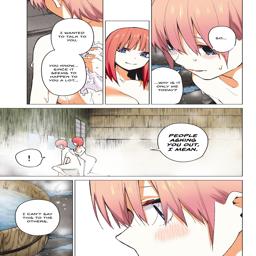 I WANTED
TO TALK TO
YOU.
YOU KNOW...
SINCE IT
SEEMS TO
HAPPEN TO
YOU A LOT...
SO...
...WHY IS IT
ONLY ME
TODAY?
PEOPLE
ASKING
YOU OUT,
I MEAN.
!
I CAN'T SAY
THIS TO THE
OTHERS.